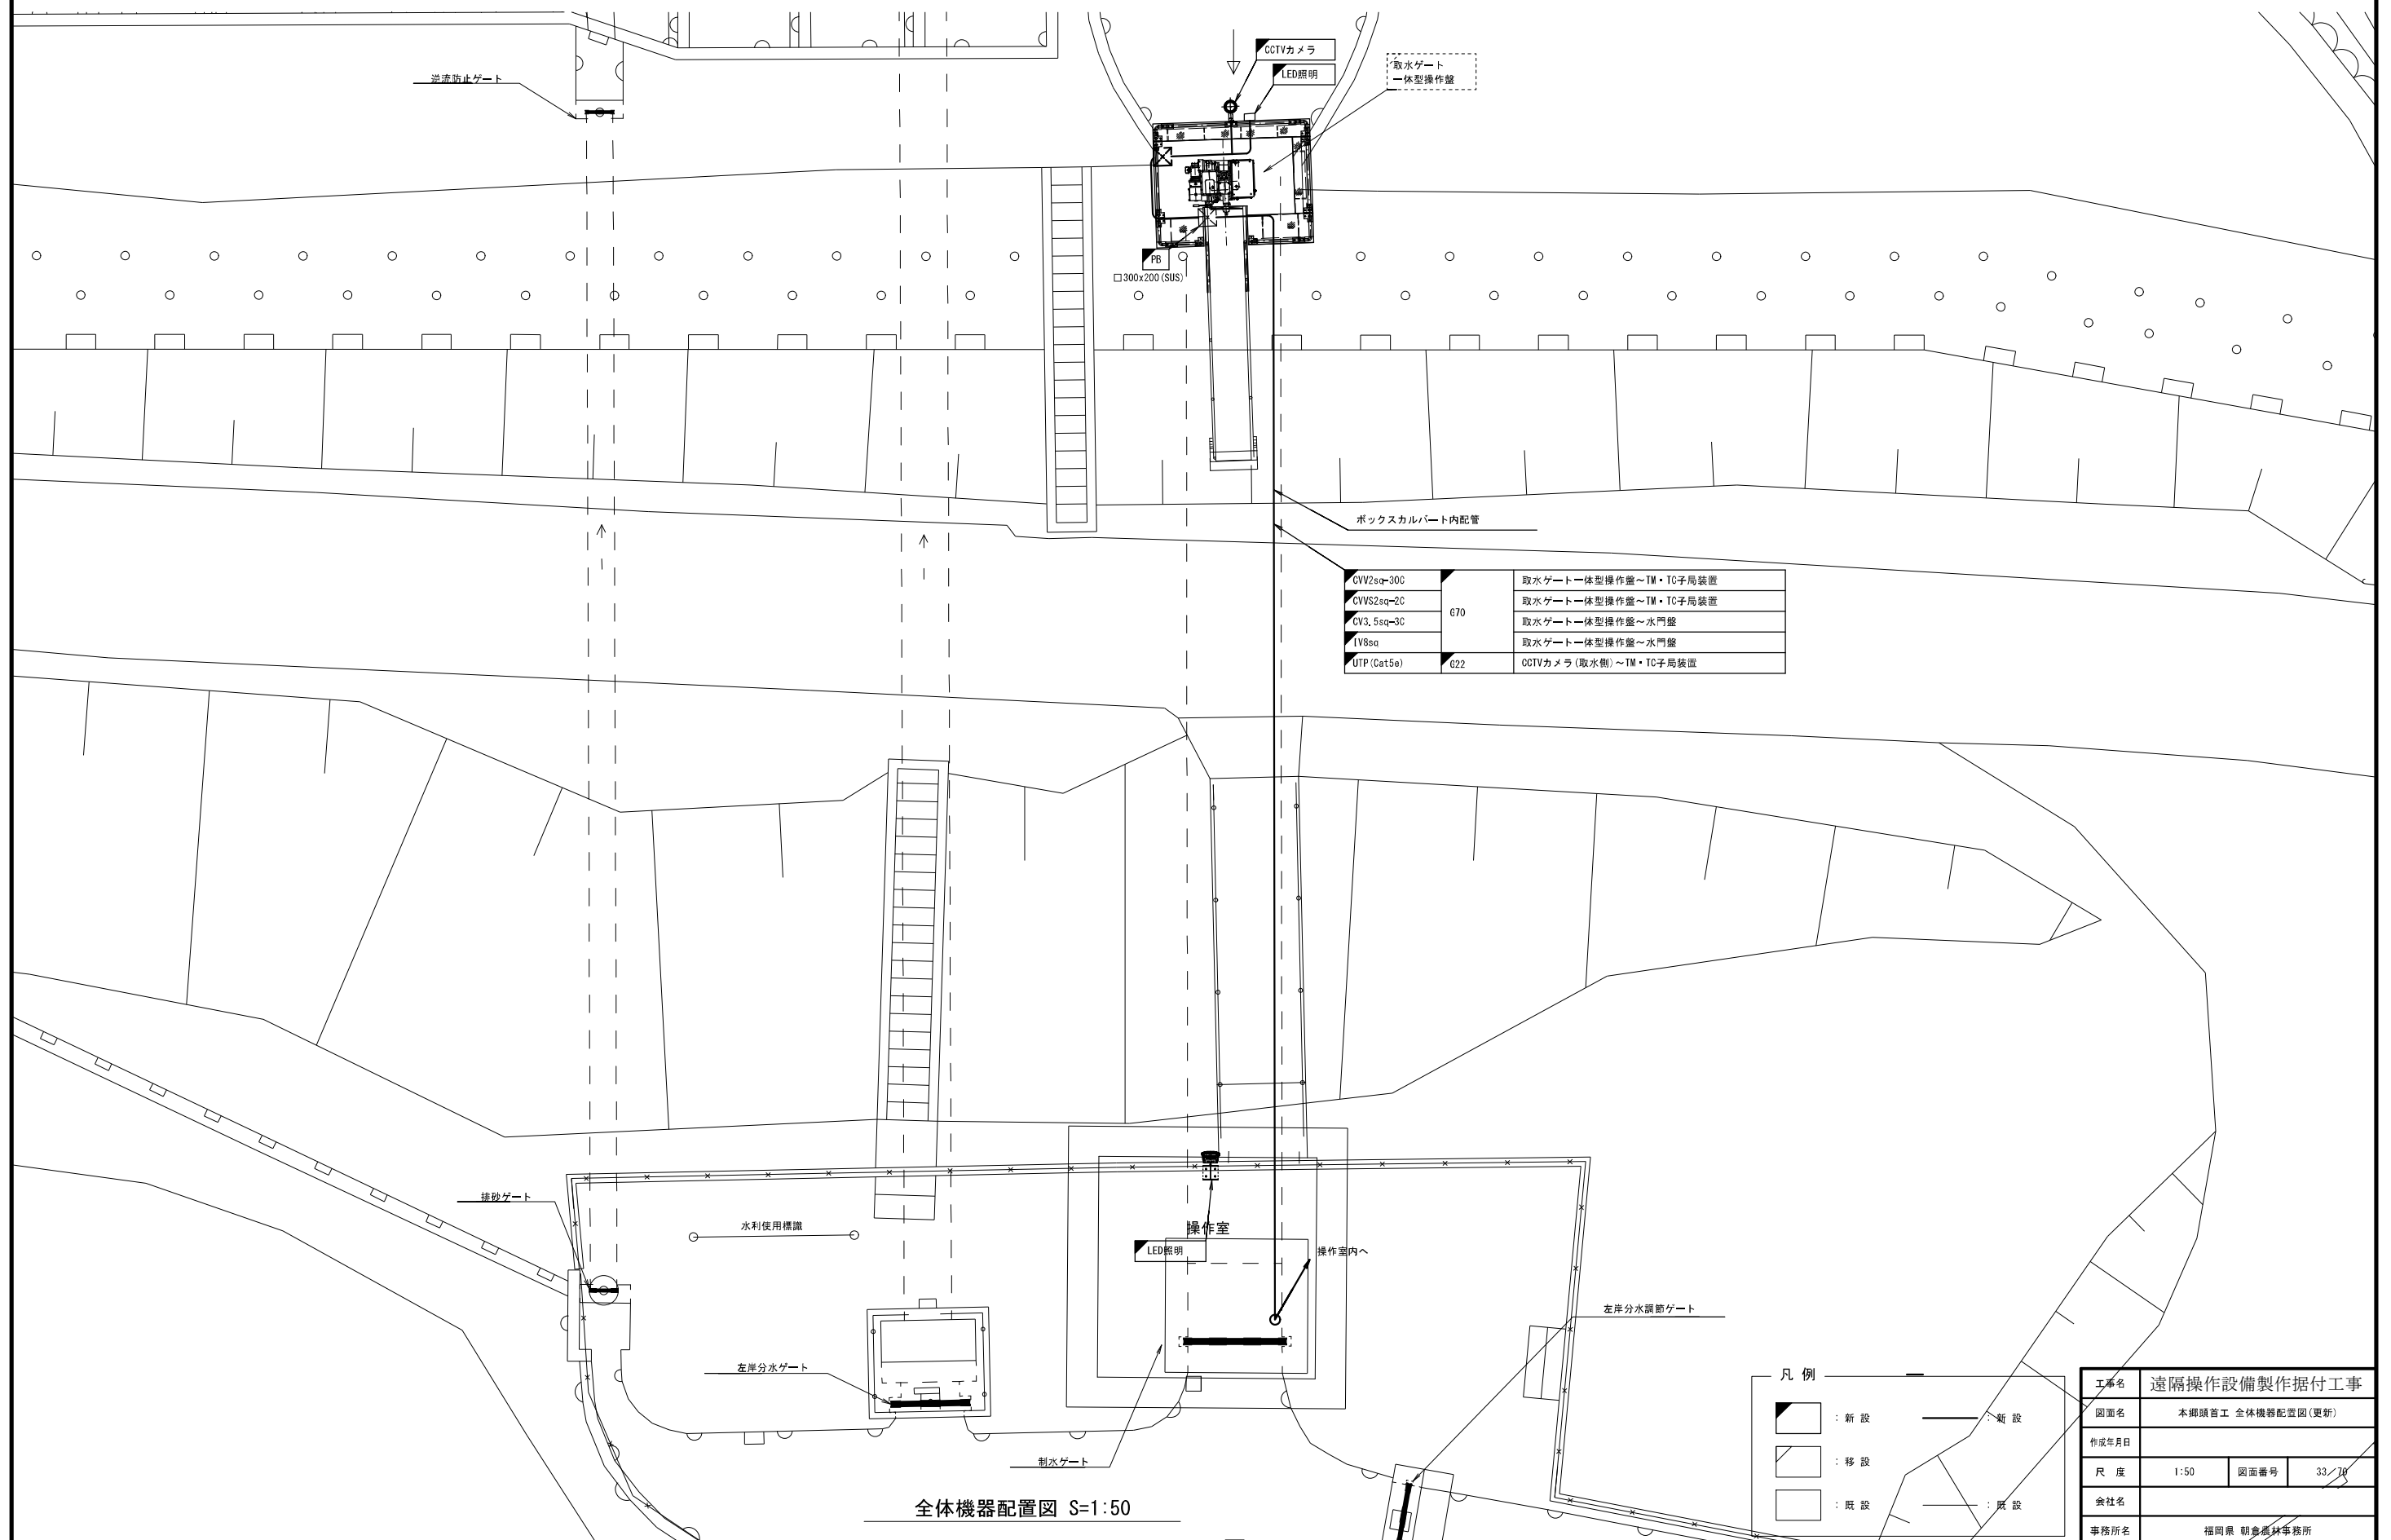 逆流防止ゲート
CCTVカメラ
LED照明
取水ゲート
一体型操作盤
PB
□300x200(SUS)
ボックスカルバート内配管
CVV2sq-30C
G70
取水ゲート一体型操作盤～TM・TC子局装置
CVVS2sq-2C
取水ゲート一体型操作盤～TM・TC子局装置
CV3.5sq-3C
取水ゲート一体型操作盤～水門盤
IV8sq
取水ゲート一体型操作盤～水門盤
UTP(Cat5e)
G22
CCTVカメラ(取水側)～TM・TC子局装置
排砂ゲート
水利使用標識
操作室
LED照明
操作室内へ
左岸分水調節ゲート
左岸分水ゲート
制水ゲート
全体機器配置図 S=1:50
凡 例
：新 設
：新 設
：移 設
：既 設
：既 設
工事名
遠隔操作設備製作据付工事
図面名
本郷頭首工 全体機器配置図(更新)
作成年月日
尺 度
1:50
図面番号
33／70
会社名
事務所名
福岡県 朝倉農林事務所